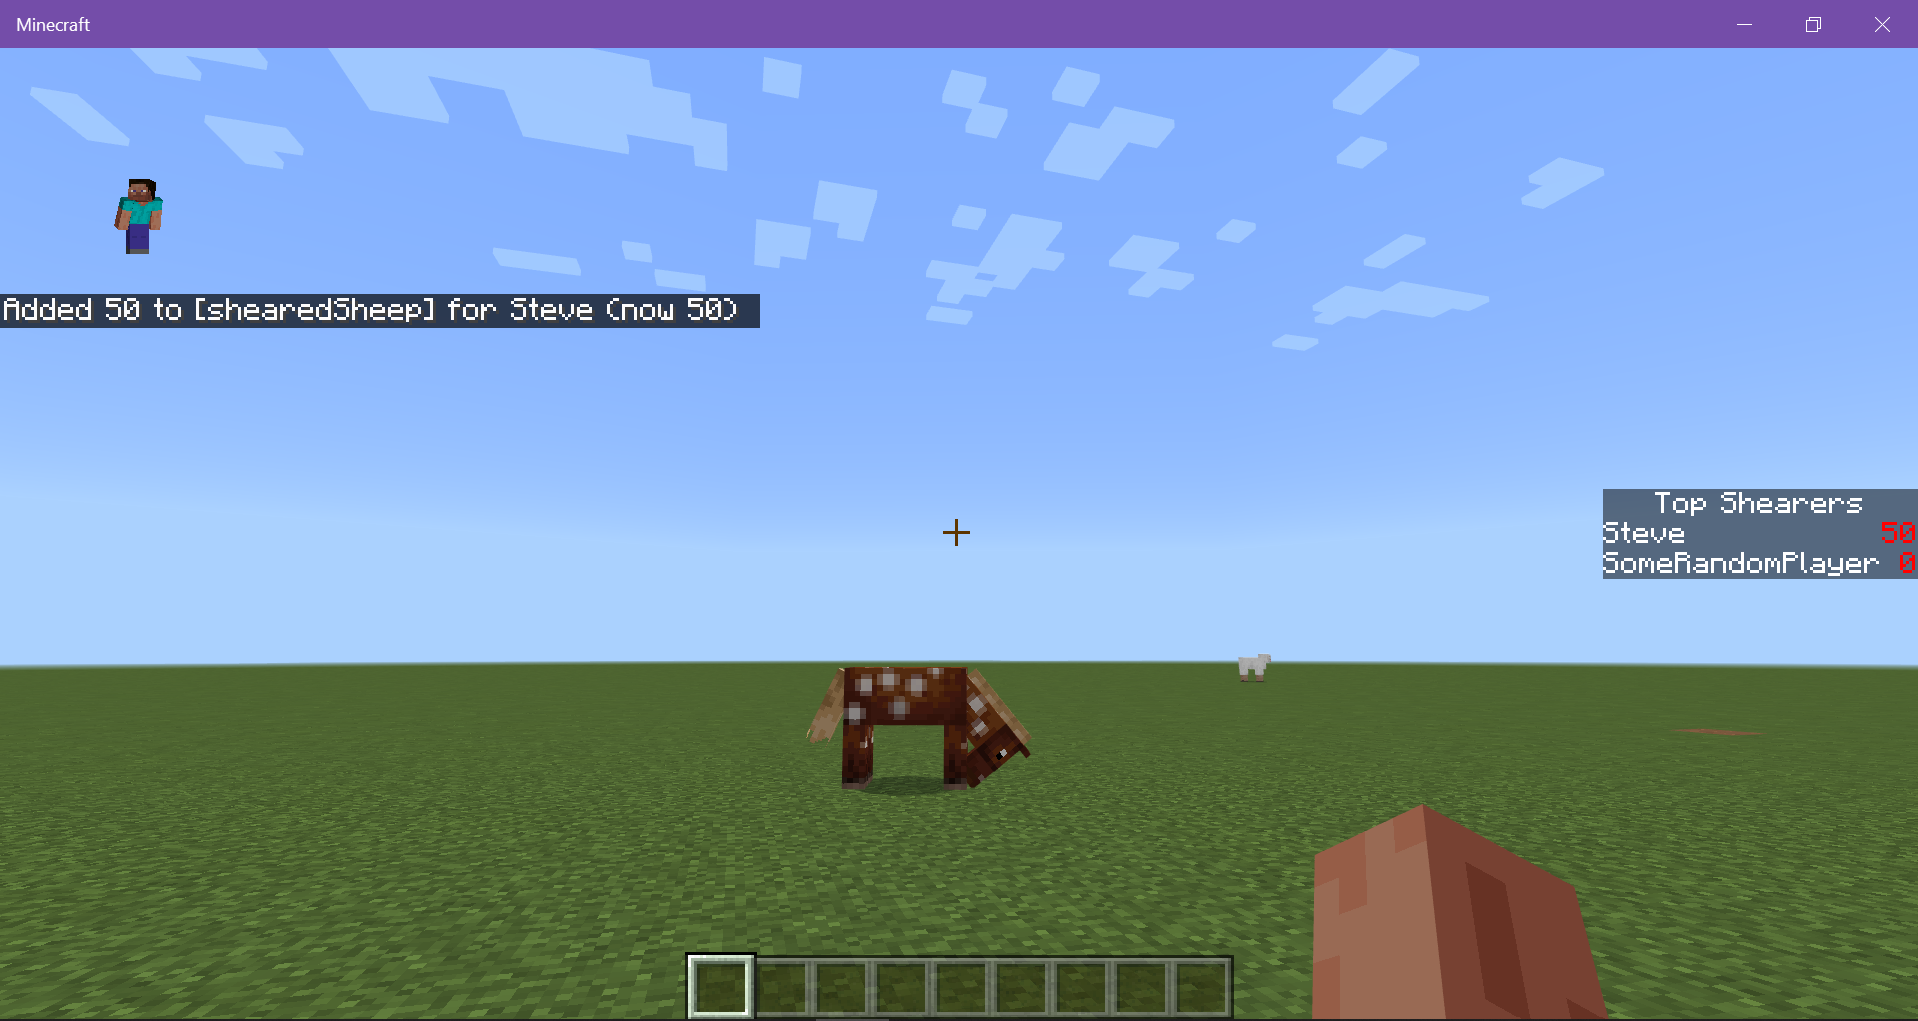 Minecraft
Added 50 to [shearedSheep] for Steve (now 50)
Top Shearers
Steve 50
SomeRandomPlayer 0